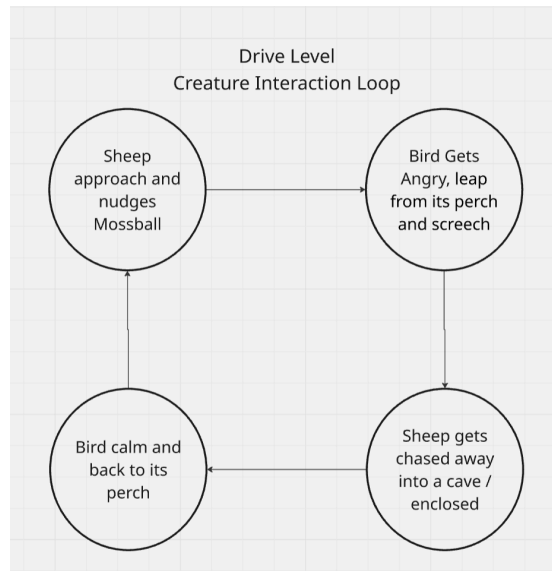 Drive Level
Creature Interaction Loop
Sheep
approach and
nudges
Mossball
Bird Gets
Angry, leap
from its perch
and screech
Bird calm and
back to its
perch
Sheep gets
chased away
into a cave /
enclosed